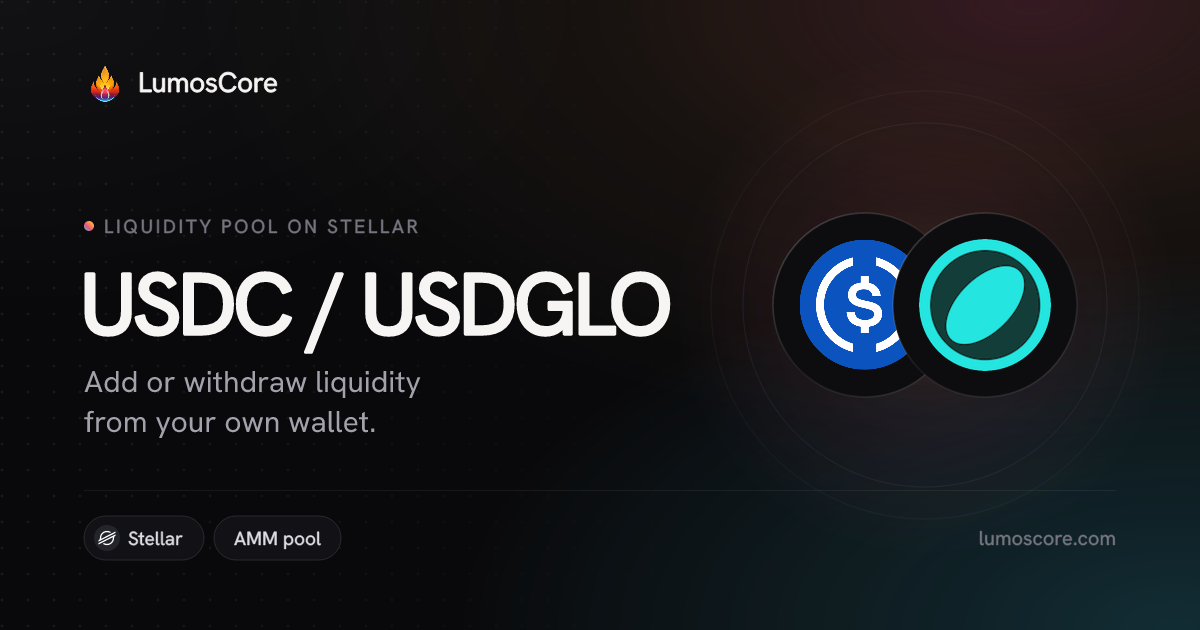 LumosCore
LIQUIDITY POOL ON STELLAR
USDC / USDGLO
Add or withdraw liquidity
from your own wallet.
$
Stellar
AMM pool
lumoscore.com